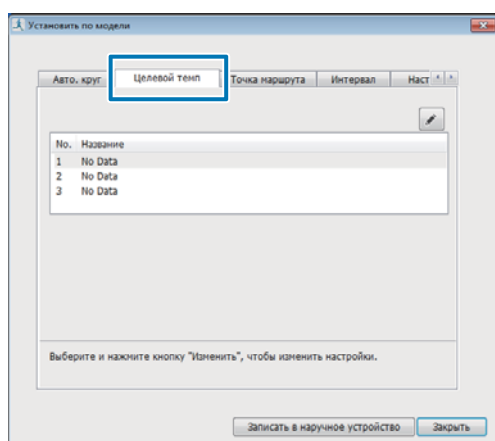 Установить по модели
Авто. круг Целевой темп Точка маршрута Интервал Наст
No. Название
1 No Data
2 No Data
3 No Data
Выберите и нажмите кнопку "Изменить", чтобы изменить настройки.
Записать в наручное устройство Закрыть